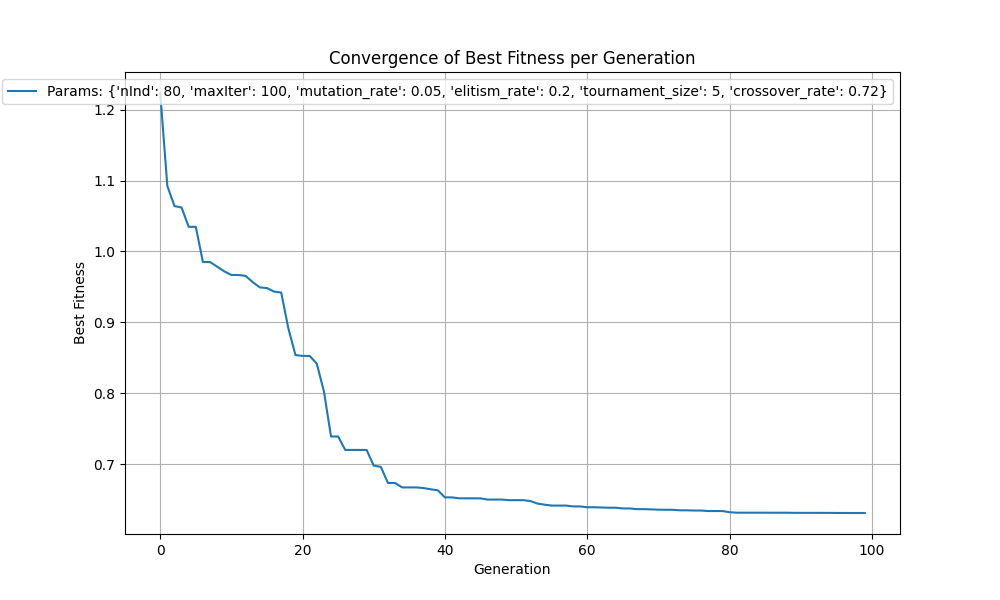 Convergence of Best Fitness per Generation
Params: {'nInd': 80, 'maxIter': 100, 'mutation_rate': 0.05, 'elitism_rate': 0.2, 'tournament_size': 5, 'crossover_rate': 0.72}
1.2
1.1
1.0
0.9
0.8
0.7
Best Fitness
0 20 40 60 80 100
Generation